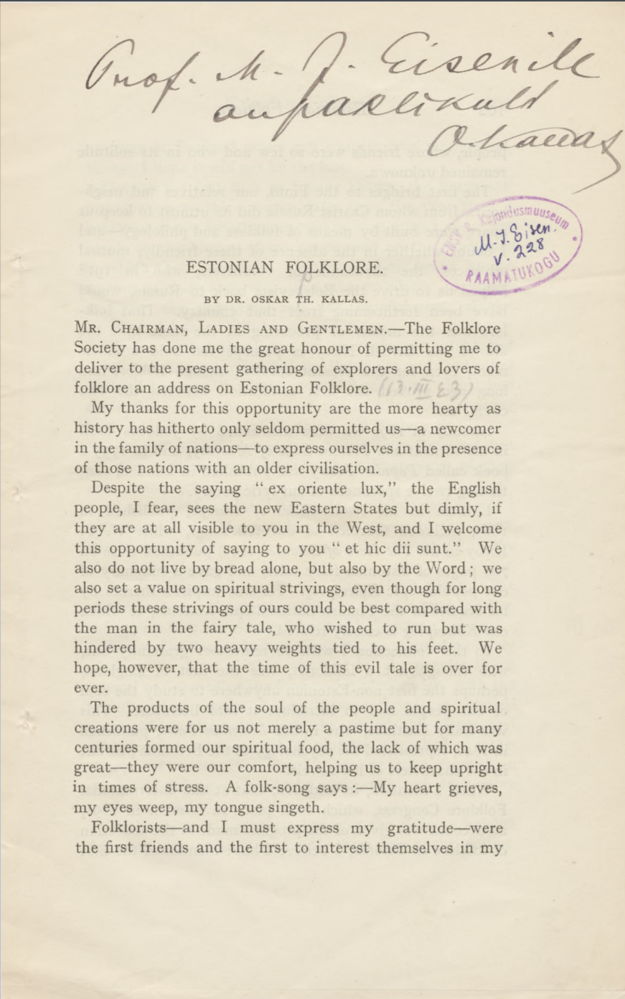 Prof. M. J. Eisenile
aupaklikult
O. Kallas
ENSV R. Kirjandusmuuseum
M. J. Eisen.
V. 228
RAAMATUKOGU
ESTONIAN FOLKLORE.
BY DR. OSKAR TH. KALLAS.
MR. CHAIRMAN, LADIES AND GENTLEMEN.—The Folklore
Society has done me the great honour of permitting me to
deliver to the present gathering of explorers and lovers of
folklore an address on Estonian Folklore. (13·III 23)
My thanks for this opportunity are the more hearty as
history has hitherto only seldom permitted us—a newcomer
in the family of nations—to express ourselves in the presence
of those nations with an older civilisation.
Despite the saying “ ex oriente lux,” the English
people, I fear, sees the new Eastern States but dimly, if
they are at all visible to you in the West, and I welcome
this opportunity of saying to you “ et hic dii sunt.” We
also do not live by bread alone, but also by the Word ; we
also set a value on spiritual strivings, even though for long
periods these strivings of ours could be best compared with
the man in the fairy tale, who wished to run but was
hindered by two heavy weights tied to his feet. We
hope, however, that the time of this evil tale is over for
ever.
The products of the soul of the people and spiritual
creations were for us not merely a pastime but for many
centuries formed our spiritual food, the lack of which was
great—they were our comfort, helping us to keep upright
in times of stress. A folk-song says :—My heart grieves,
my eyes weep, my tongue singeth.
Folklorists—and I must express my gratitude—were
the first friends and the first to interest themselves in my